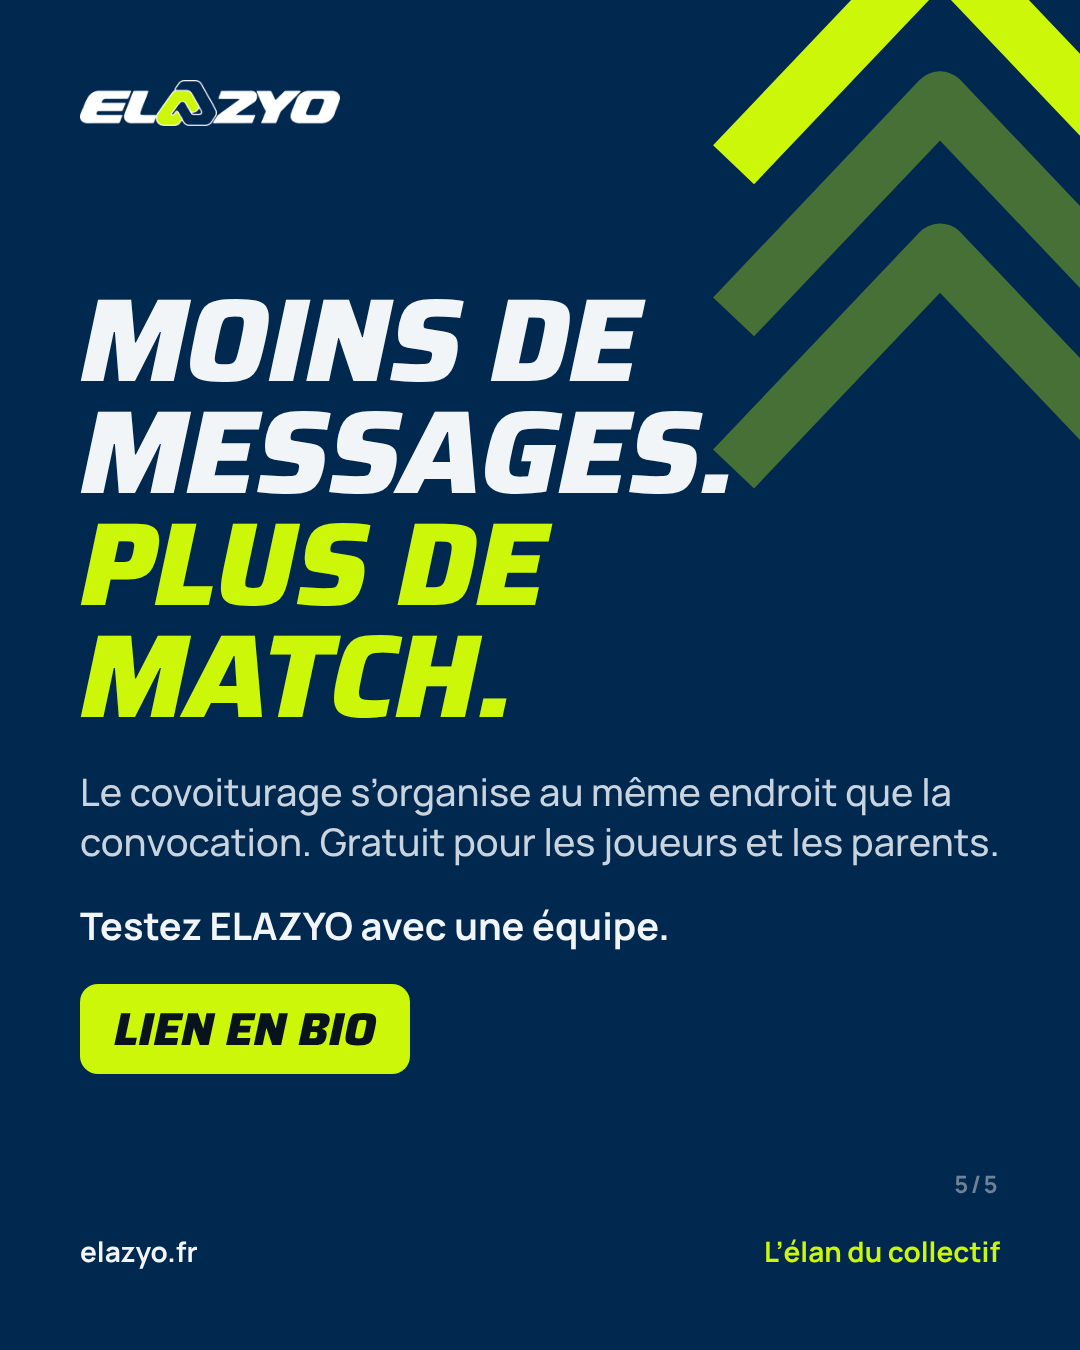 ELAZYO
MOINS DE
MESSAGES.
PLUS DE
MATCH.
Le covoiturage s’organise au même endroit que la
convocation. Gratuit pour les joueurs et les parents.
Testez ELAZYO avec une équipe.
LIEN EN BIO
5/5
elazyo.fr
L’élan du collectif